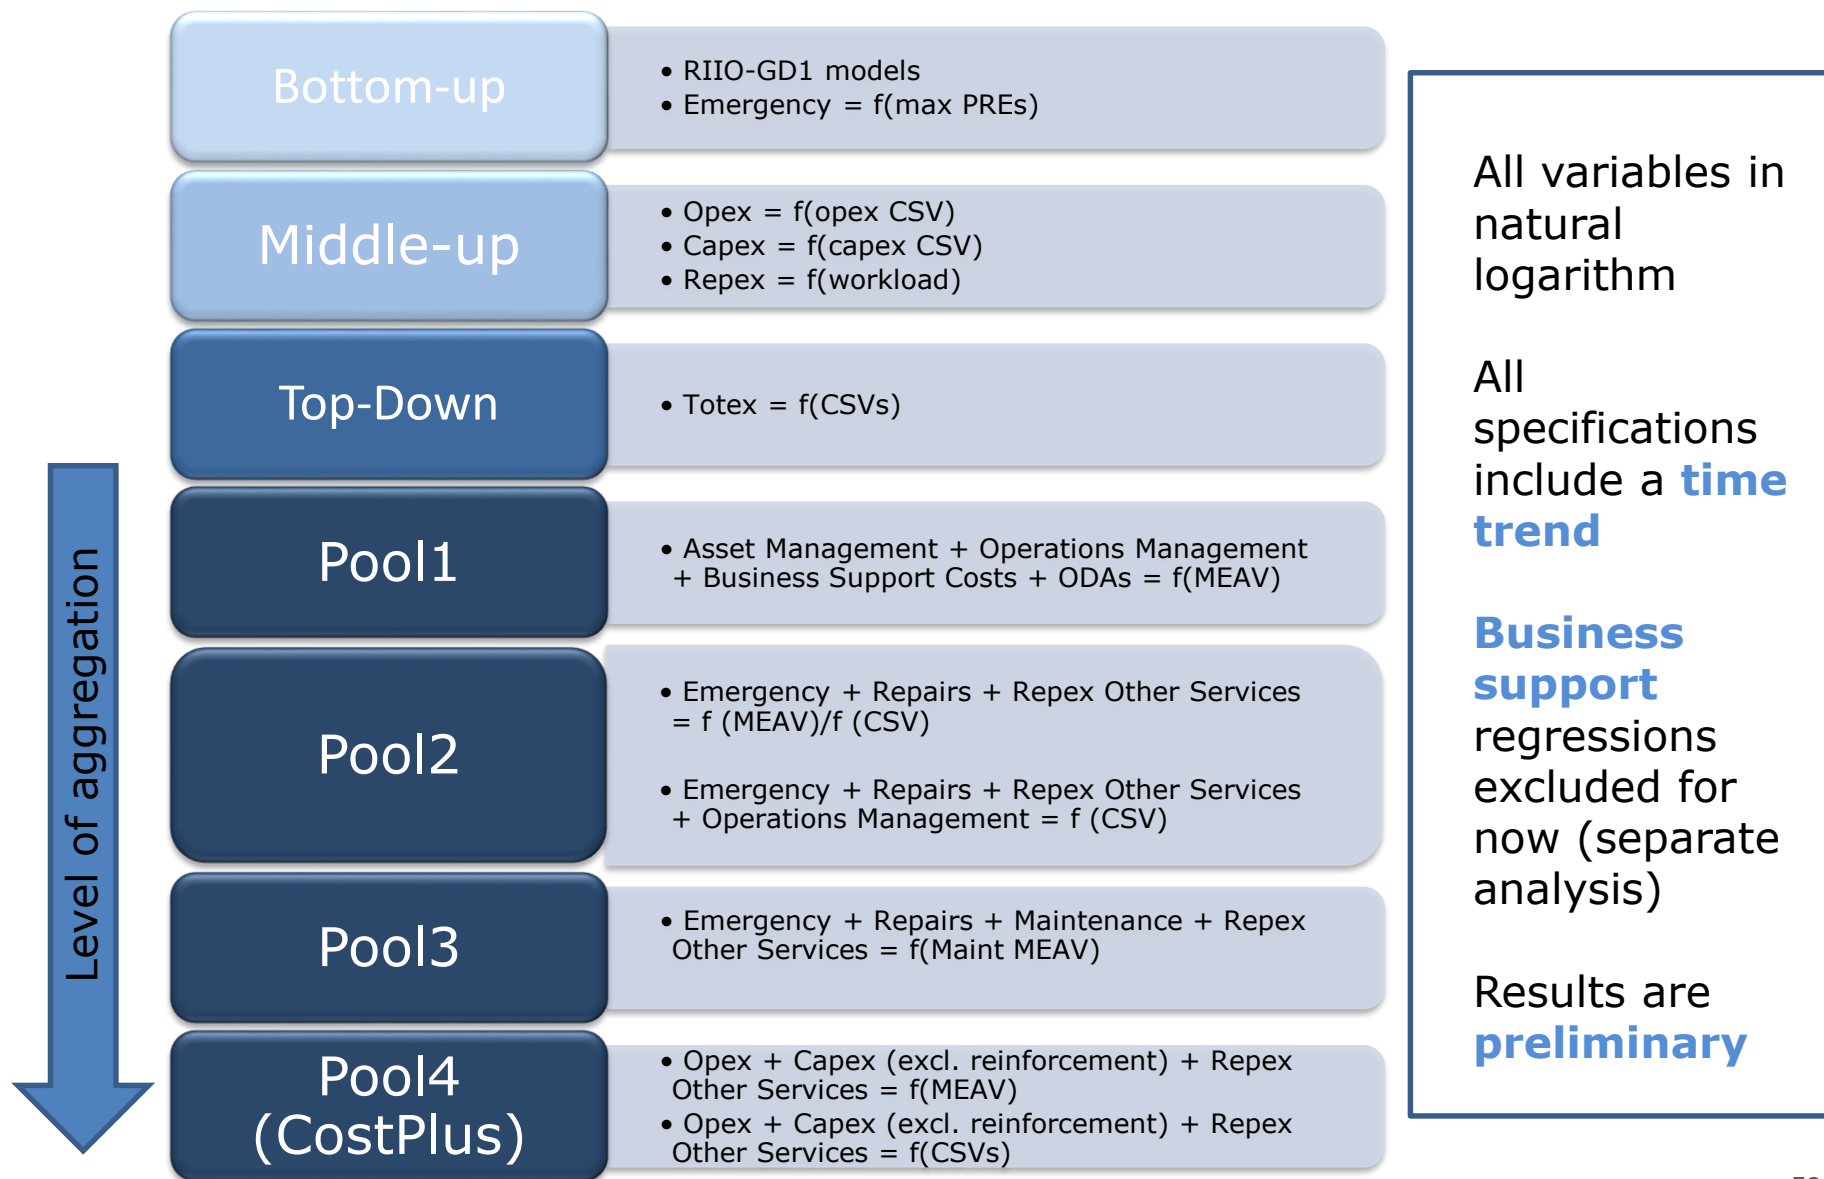 Bottom-up
• RIIO-GD1 models
• Emergency = f(max PREs)
Middle-up
• Opex = f(opex CSV)
• Capex = f(capex CSV)
• Repex = f(workload)
Top-Down
• Totex = f(CSVs)
Level of aggregation
Pool1
• Asset Management + Operations Management
+ Business Support Costs + ODAs = f(MEAV)
Pool2
• Emergency + Repairs + Repex Other Services
= f (MEAV)/f (CSV)
• Emergency + Repairs + Repex Other Services
+ Operations Management = f (CSV)
Pool3
• Emergency + Repairs + Maintenance + Repex
Other Services = f(Maint MEAV)
Pool4
(CostPlus)
• Opex + Capex (excl. reinforcement) + Repex
Other Services = f(MEAV)
• Opex + Capex (excl. reinforcement) + Repex
Other Services = f(CSVs)
All variables in
natural
logarithm
All
specifications
include a time
trend
Business
support
regressions
excluded for
now (separate
analysis)
Results are
preliminary